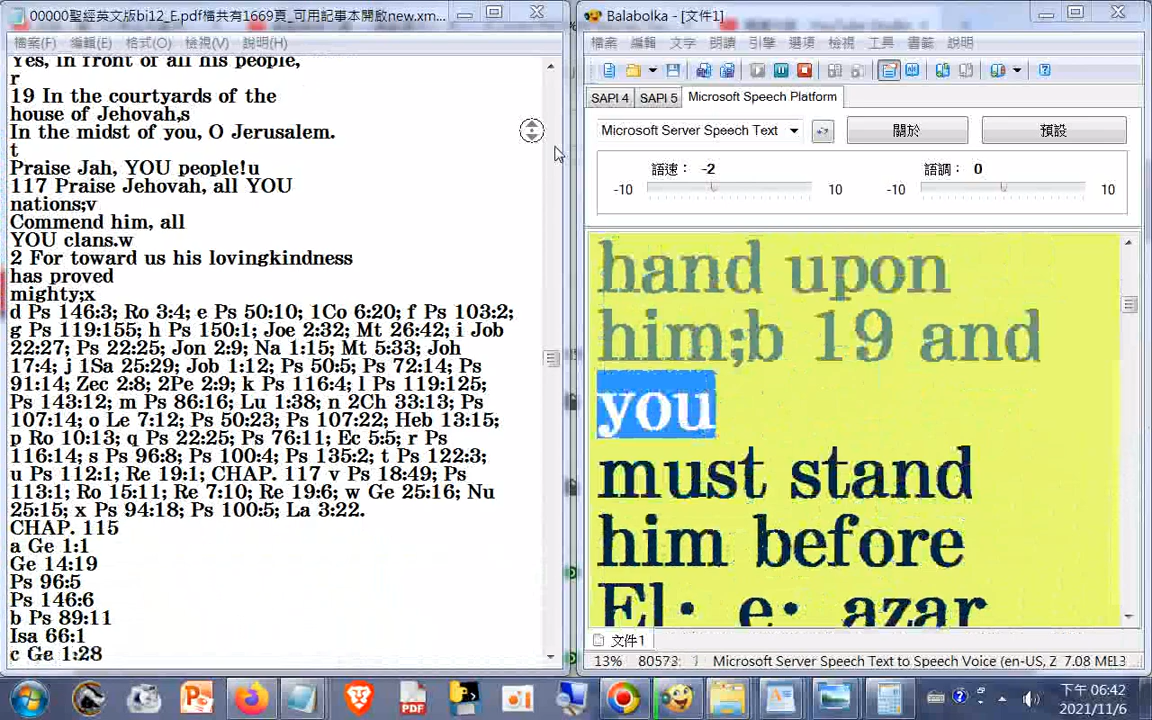 00000聖經英文版bi12_E.pdf檔共有1669頁_可用記事本開啟new.xm...
檔案(F) 編輯(E) 格式(O) 檢視(V) 說明(H)
Yes, in front of all his people,
r
19 In the courtyards of the
house of Jehovah,s
In the midst of you, O Jerusalem.
t
Praise Jah, YOU people!u
117 Praise Jehovah, all YOU
nations;v
Commend him, all
YOU clans.w
2 For toward us his lovingkindness
has proved
mighty;x
d Ps 146:3; Ro 3:4; e Ps 50:10; 1Co 6:20; f Ps 103:2;
g Ps 119:155; h Ps 150:1; Joe 2:32; Mt 26:42; i Job
22:27; Ps 22:25; Jon 2:9; Na 1:15; Mt 5:33; Joh
17:4; j 1Sa 25:29; Job 1:12; Ps 50:5; Ps 72:14; Ps
91:14; Zec 2:8; 2Pe 2:9; k Ps 116:4; l Ps 119:125;
Ps 143:12; m Ps 86:16; Lu 1:38; n 2Ch 33:13; Ps
107:14; o Le 7:12; Ps 50:23; Ps 107:22; Heb 13:15;
p Ro 10:13; q Ps 22:25; Ps 76:11; Ec 5:5; r Ps
116:14; s Ps 96:8; Ps 100:4; Ps 135:2; t Ps 122:3;
u Ps 112:1; Re 19:1; CHAP. 117 v Ps 18:49; Ps
113:1; Ro 15:11; Re 7:10; Re 19:6; w Ge 25:16; Nu
25:15; x Ps 94:18; Ps 100:5; La 3:22.
CHAP. 115
a Ge 1:1
Ge 14:19
Ps 96:5
Ps 146:6
b Ps 89:11
Isa 66:1
c Ge 1:28
Balabolka - [文件1]
檔案 編輯 文字 朗讀 引擎 選項 檢視 工具 書籤 說明
SAPI 4 SAPI 5 Microsoft Speech Platform
Microsoft Server Speech Text 關於 預設
語速: -2 語調: 0
-10 10 -10 10
hand upon
him;b 19 and
you
must stand
him before
El· e· azar
文件1
13% 80573: Microsoft Server Speech Text to Speech Voice (en-US, Z 7.08 ME
下午 06:42
2021/11/6